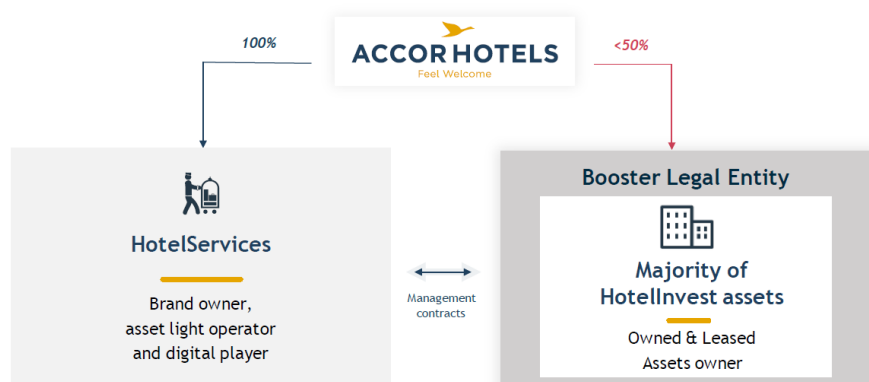 100%
ACCORHOTELS
Feel Welcome
<50%
HotelServices
Brand owner,
asset light operator
and digital player
Management
contracts
Booster Legal Entity
Majority of
HotelInvest assets
Owned & Leased
Assets owner